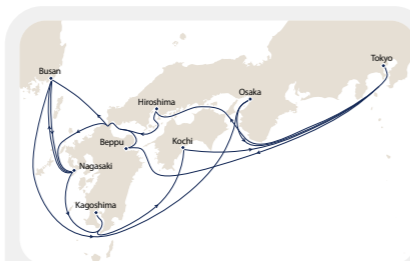 Tokyo
Busan
Osaka
Hiroshima
Kochi
Beppu
Nagasaki
Kagoshima